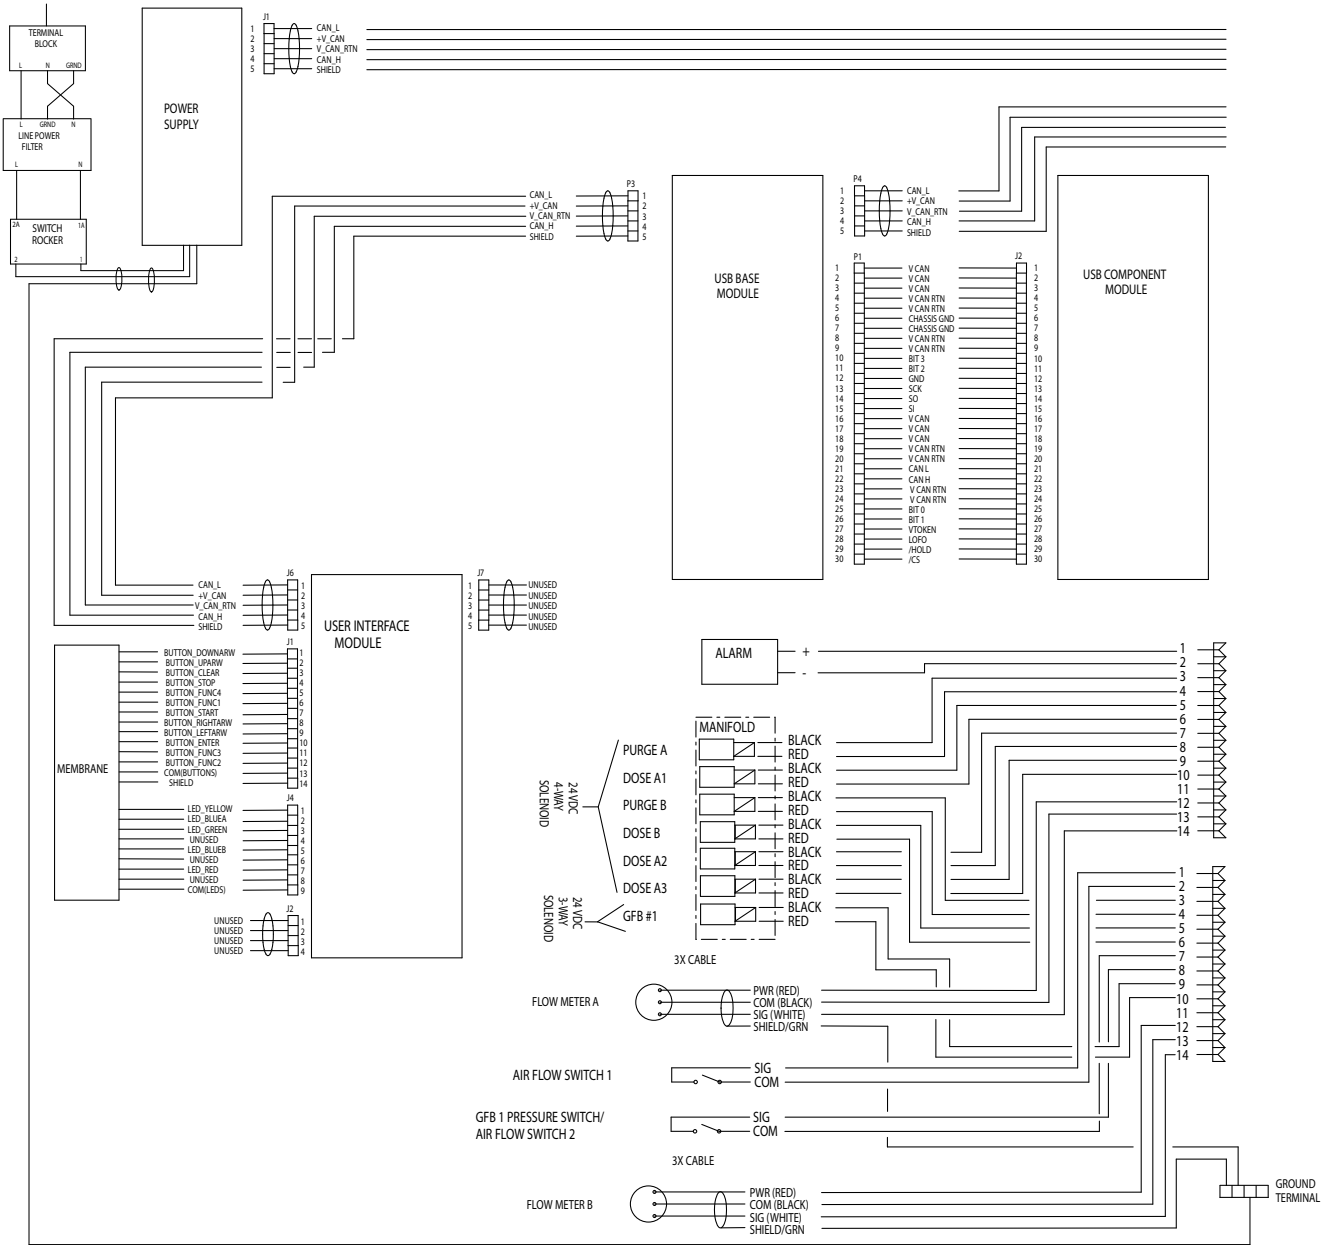 TERMINAL
BLOCK
L N GRND
L GRND N
LINE POWER
FILTER
L N
2A 1A
SWITCH
ROCKER
2 1
POWER
SUPPLY
J1
1 CAN_L
2 +V_CAN
3 V_CAN_RTN
4 CAN_H
5 SHIELD
P3
CAN_L 1
+V_CAN 2
V_CAN_RTN 3
CAN_H 4
SHIELD 5
USB BASE
MODULE
P4
1 CAN_L
2 +V_CAN
3 V_CAN_RTN
4 CAN_H
5 SHIELD
USB COMPONENT
MODULE
P1 J2
1 V CAN 1
2 V CAN 2
3 V CAN 3
4 V CAN RTN 4
5 V CAN RTN 5
6 CHASSIS GND 6
7 CHASSIS GND 7
8 V CAN RTN 8
9 V CAN RTN 9
10 BIT 3 10
11 BIT 2 11
12 GND 12
13 SCK 13
14 SO 14
15 SI 15
16 V CAN 16
17 V CAN 17
18 V CAN 18
19 V CAN RTN 19
20 V CAN RTN 20
21 CAN L 21
22 CAN H 22
23 V CAN RTN 23
24 V CAN RTN 24
25 BIT 0 25
26 BIT 1 26
27 VTOKEN 27
28 LOFO 28
29 /HOLD 29
30 /CS 30
J6
CAN_L 1
+V_CAN 2
V_CAN_RTN 3
CAN_H 4
SHIELD 5
USER INTERFACE
MODULE
J7
1 UNUSED
2 UNUSED
3 UNUSED
4 UNUSED
5 UNUSED
MEMBRANE
J1
BUTTON_DOWNARW 1
BUTTON_UPARW 2
BUTTON_CLEAR 3
BUTTON_STOP 4
BUTTON_FUNC4 5
BUTTON_FUNC1 6
BUTTON_START 7
BUTTON_RIGHTARW 8
BUTTON_LEFTARW 9
BUTTON_ENTER 10
BUTTON_FUNC3 11
BUTTON_FUNC2 12
COM(BUTTONS) 13
SHIELD 14
J4
LED_YELLOW 1
LED_BLUEA 2
LED_GREEN 3
UNUSED 4
LED_BLUEB 5
UNUSED 6
LED_RED 7
UNUSED 8
COM(LEDS) 9
J2
UNUSED 1
UNUSED 2
UNUSED 3
UNUSED 4
ALARM
+
-
MANIFOLD
24 VDC
4-WAY
SOLENOID
PURGE A
DOSE A1
PURGE B
DOSE B
DOSE A2
DOSE A3
24 VDC
3-WAY
SOLENOID
GFB #1
BLACK
RED
BLACK
RED
BLACK
RED
BLACK
RED
BLACK
RED
BLACK
RED
BLACK
RED
1
2
3
4
5
6
7
8
9
10
11
12
13
14
1
2
3
4
5
6
7
8
9
10
11
12
13
14
3X CABLE
FLOW METER A
PWR (RED)
COM (BLACK)
SIG (WHITE)
SHIELD/GRN
AIR FLOW SWITCH 1
SIG
COM
GFB 1 PRESSURE SWITCH/
AIR FLOW SWITCH 2
SIG
COM
3X CABLE
FLOW METER B
PWR (RED)
COM (BLACK)
SIG (WHITE)
SHIELD/GRN
GROUND
TERMINAL